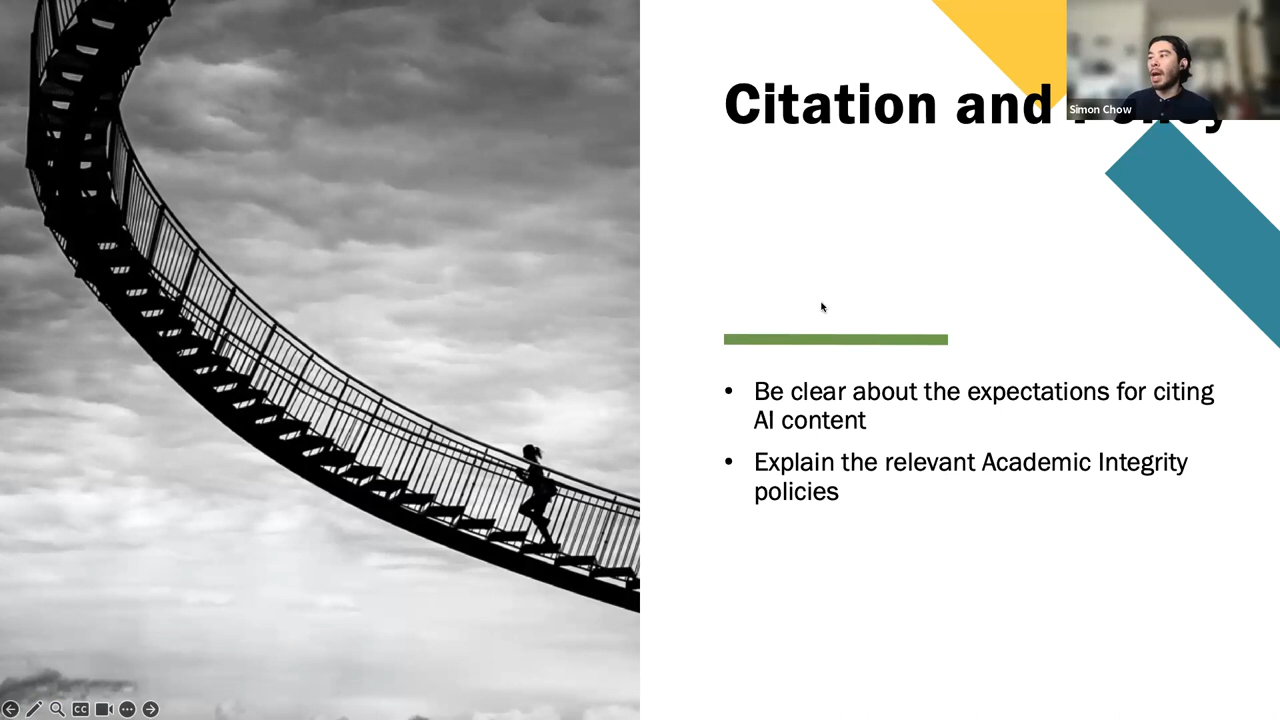 Citation and
Simon Chow
• Be clear about the expectations for citing
AI content
• Explain the relevant Academic Integrity
policies
CC